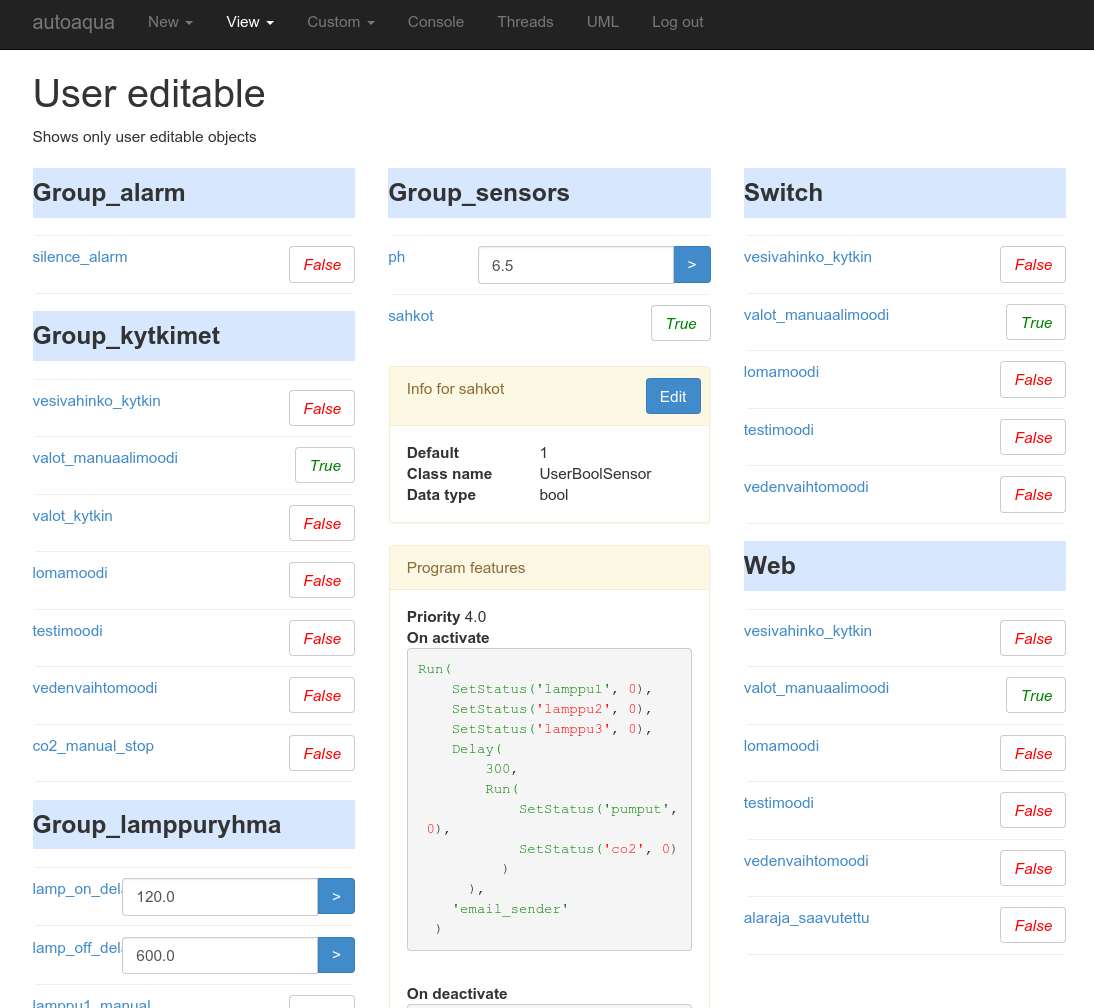 autoaqua New View Custom Console Threads UML Log out
User editable
Shows only user editable objects
Group_alarm
silence_alarm False
Group_kytkimet
vesivahinko_kytkin False
valot_manuaalimoodi True
valot_kytkin False
lomamoodi False
testimoodi False
vedenvaihtomoodi False
co2_manual_stop False
Group_lamppuryhma
lamp_on_del 120.0 >
lamp_off_del 600.0 >
lamppu1_manual
Group_sensors
ph 6.5 >
sahkot True
Info for sahkot Edit
Default 1
Class name UserBoolSensor
Data type bool
Program features
Priority 4.0
On activate
Run(
SetStatus('lamppu1', 0),
SetStatus('lamppu2', 0),
SetStatus('lamppu3', 0),
Delay(
300,
Run(
SetStatus('pumput',
0),
SetStatus('co2', 0)
)
),
'email_sender'
)
On deactivate
Switch
vesivahinko_kytkin False
valot_manuaalimoodi True
lomamoodi False
testimoodi False
vedenvaihtomoodi False
Web
vesivahinko_kytkin False
valot_manuaalimoodi True
lomamoodi False
testimoodi False
vedenvaihtomoodi False
alaraja_saavutettu False